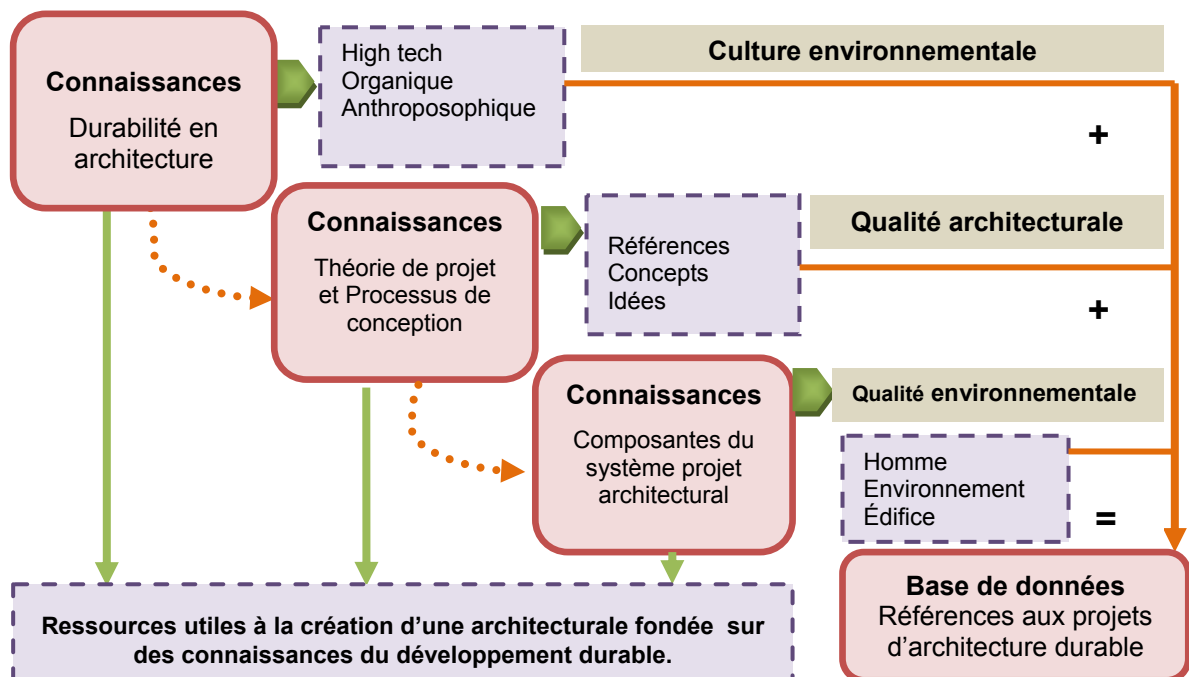 Connaissances
Durabilité en
architecture
High tech
Organique
Anthroposophique
Culture environnementale
+
Connaissances
Théorie de projet
et Processus de
conception
Références
Concepts
Idées
Qualité architecturale
+
Connaissances
Composantes du
système projet
architectural
Qualité environnementale
Homme
Environnement
Édifice
=
Base de données
Références aux projets
d’architecture durable
Ressources utiles à la création d’une architecturale fondée sur
des connaissances du développement durable.